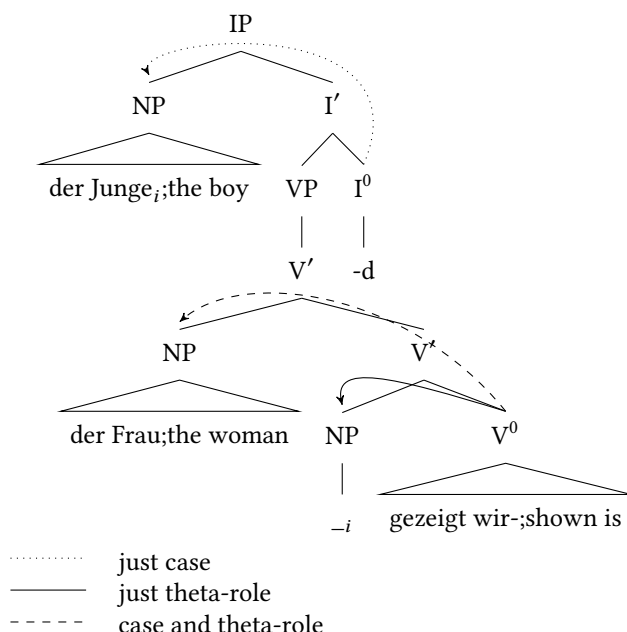 IP
NP I′
der Junge_i;the boy VP I⁰
V′ -d
NP V′
der Frau;the woman NP V⁰
_i gezeigt wir-;shown is
just case
just theta-role
case and theta-role